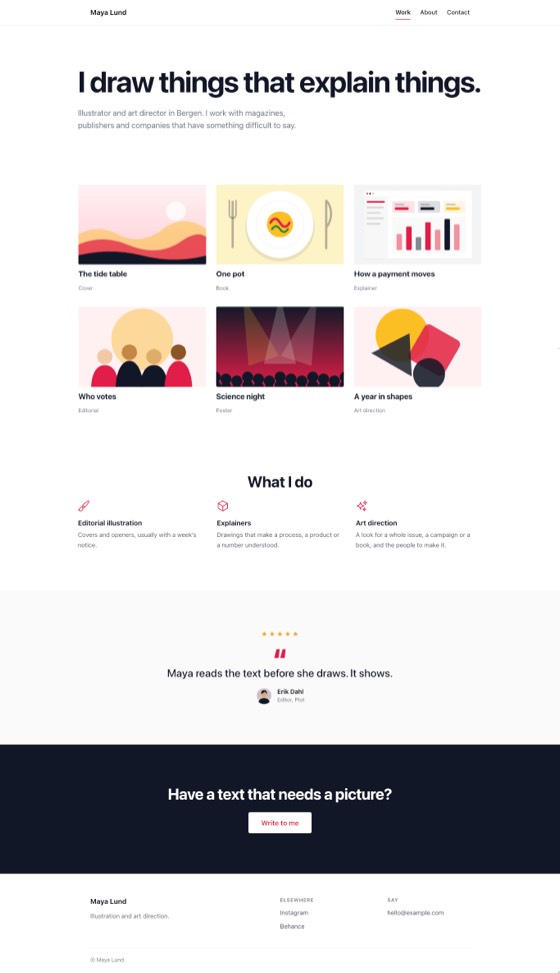 Maya Lund
Work About Contact
I draw things that explain things.
Illustrator and art director in Bergen. I work with magazines,
publishers and companies that have something difficult to say.
The tide table
Cover
One pot
Book
How a payment moves
Explainer
Who votes
Editorial
Science night
Poster
A year in shapes
Art direction
What I do
Editorial illustration
Covers and openers, usually with a week's
notice.
Explainers
Drawings that make a process, a product or
a number understood.
Art direction
A look for a whole issue, a campaign or a
book, and the people to make it.
Maya reads the text before she draws. It shows.
Erik Dahl
Editor, Plot
Have a text that needs a picture?
Write to me
Maya Lund
Illustration and art direction.
ELSEWHERE
Instagram
Behance
SAY
hello@example.com
© Maya Lund